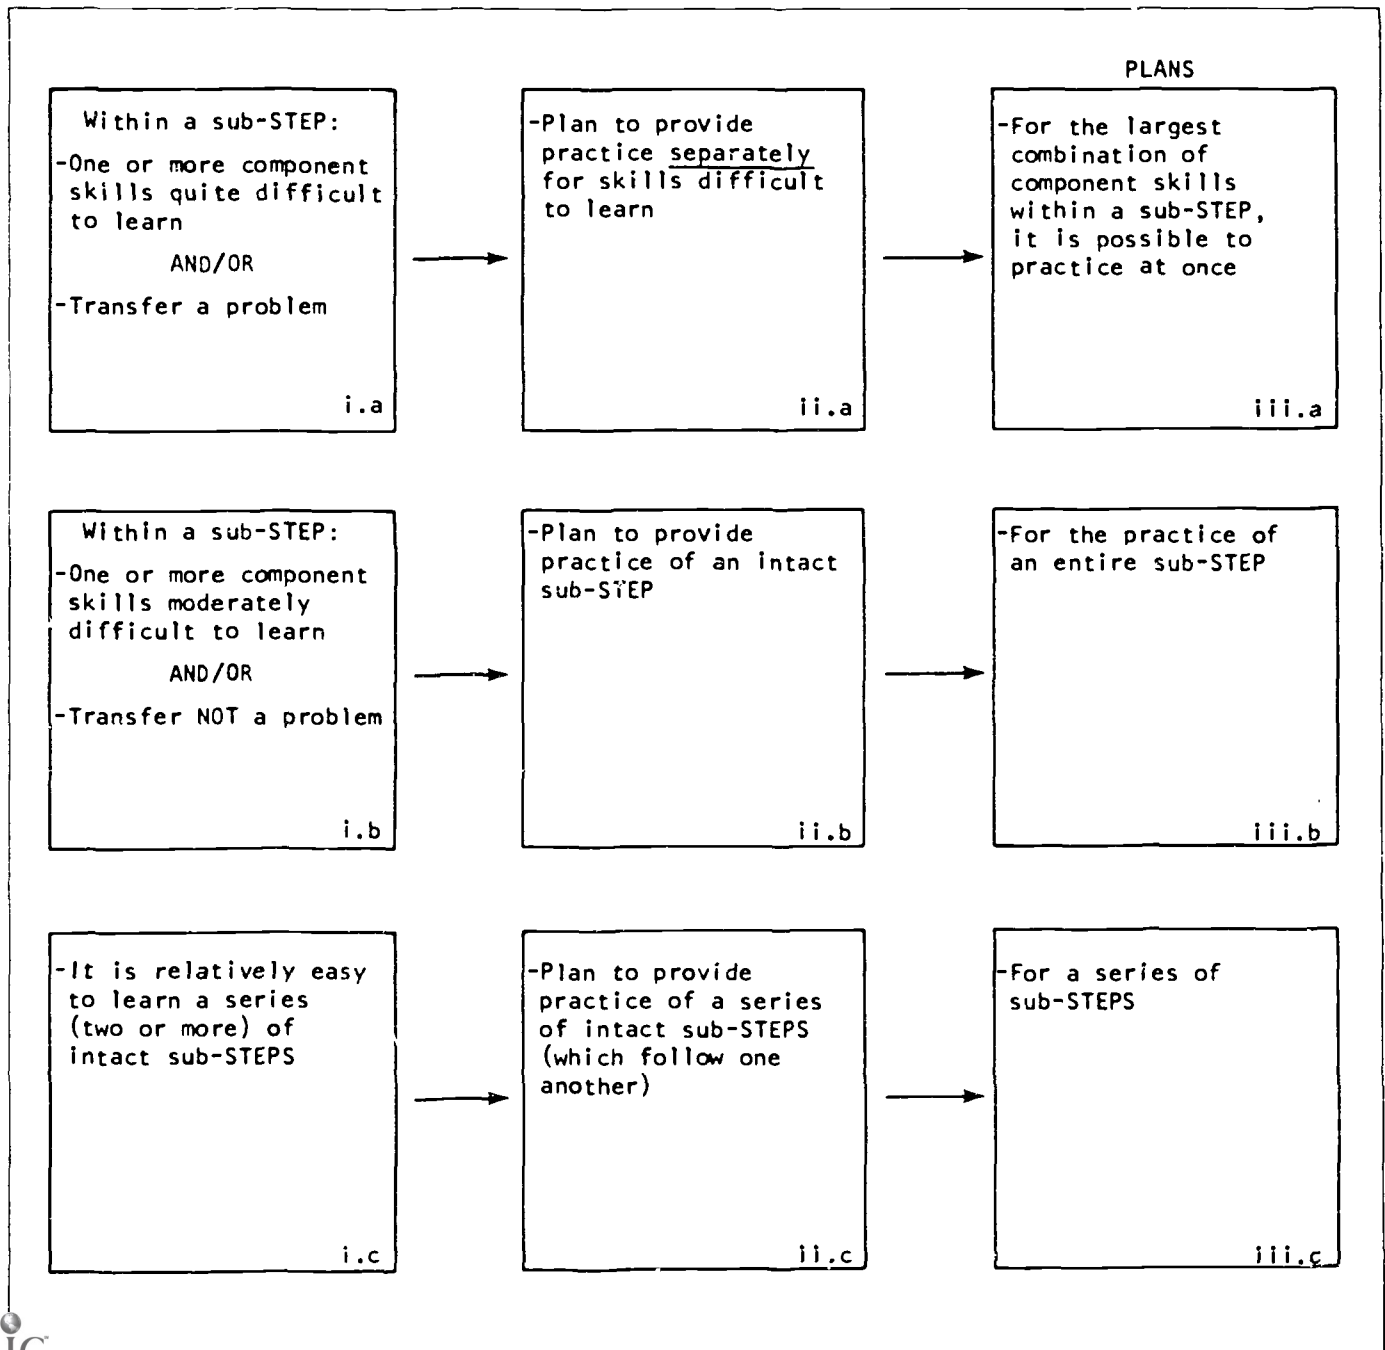 PLANS
Within a sub-STEP:
-One or more component
skills quite difficult
to learn
AND/OR
-Transfer a problem
i.a
-Plan to provide
practice separately
for skills difficult
to learn
ii.a
-For the largest
combination of
component skills
within a sub-STEP,
it is possible to
practice at once
iii.a
Within a sub-STEP:
-One or more component
skills moderately
difficult to learn
AND/OR
-Transfer NOT a problem
i.b
-Plan to provide
practice of an intact
sub-STEP
ii.b
-For the practice of
an entire sub-STEP
iii.b
-It is relatively easy
to learn a series
(two or more) of
intact sub-STEPS
i.c
-Plan to provide
practice of a series
of intact sub-STEPS
(which follow one
another)
ii.c
-For a series of
sub-STEPS
iii.c